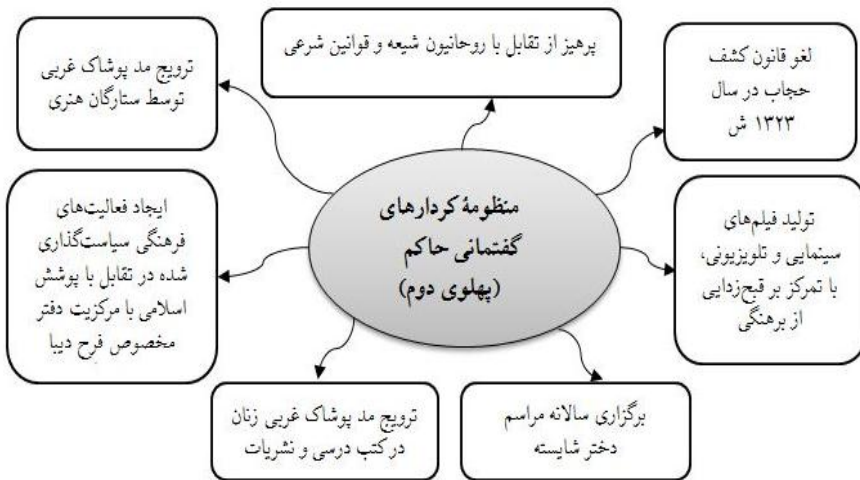 پرهیز از تقابل با روحانیون شیعه و قوانین شرعی
لغو قانون کشف
حجاب در سال
۱۳۲۳ ش
ترویج مد پوشاک غربی
توسط ستارگان هنری
منظومهٔ کردارهای
گفتمانی حاکم
(پهلوی دوم)
تولید فیلم‌های
سینمایی و تلویزیونی،
با تمرکز بر قبح‌زدایی
از برهنگی
ایجاد فعالیت‌های
فرهنگی سیاست‌گذاری
شده در تقابل با پوشش
اسلامی با مرکزیت دفتر
مخصوص فرح دیبا
برگزاری سالانه مراسم
دختر شایسته
ترویج مد پوشاک غربی زنان
در کتب درسی و نشریات